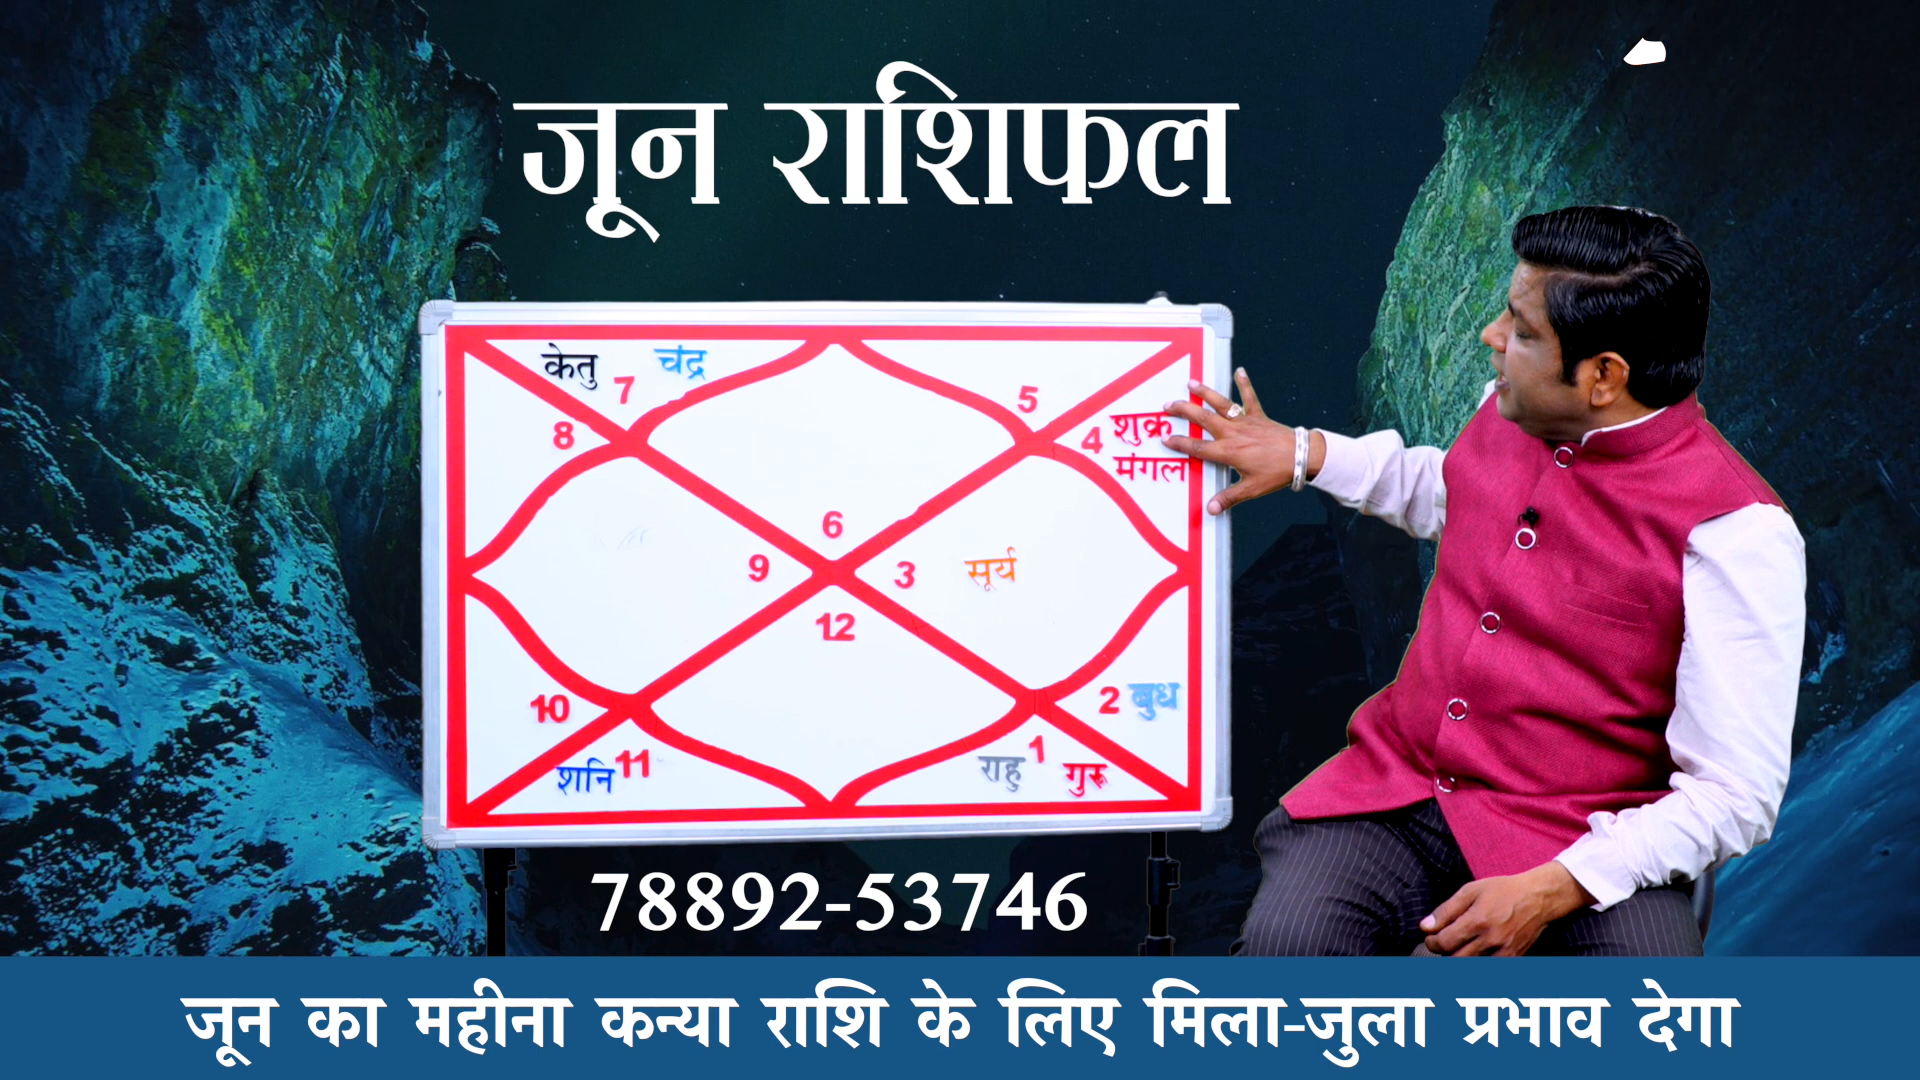 जून राशिफल
केतु
चंद्र
7
8
5
4
शुक्र
मंगल
6
9
3
सूर्य
12
10
शनि
11
2
बुध
1
राहु
गुरू
78892-53746
जून का महीना कन्या राशि के लिए मिला-जुला प्रभाव देगा